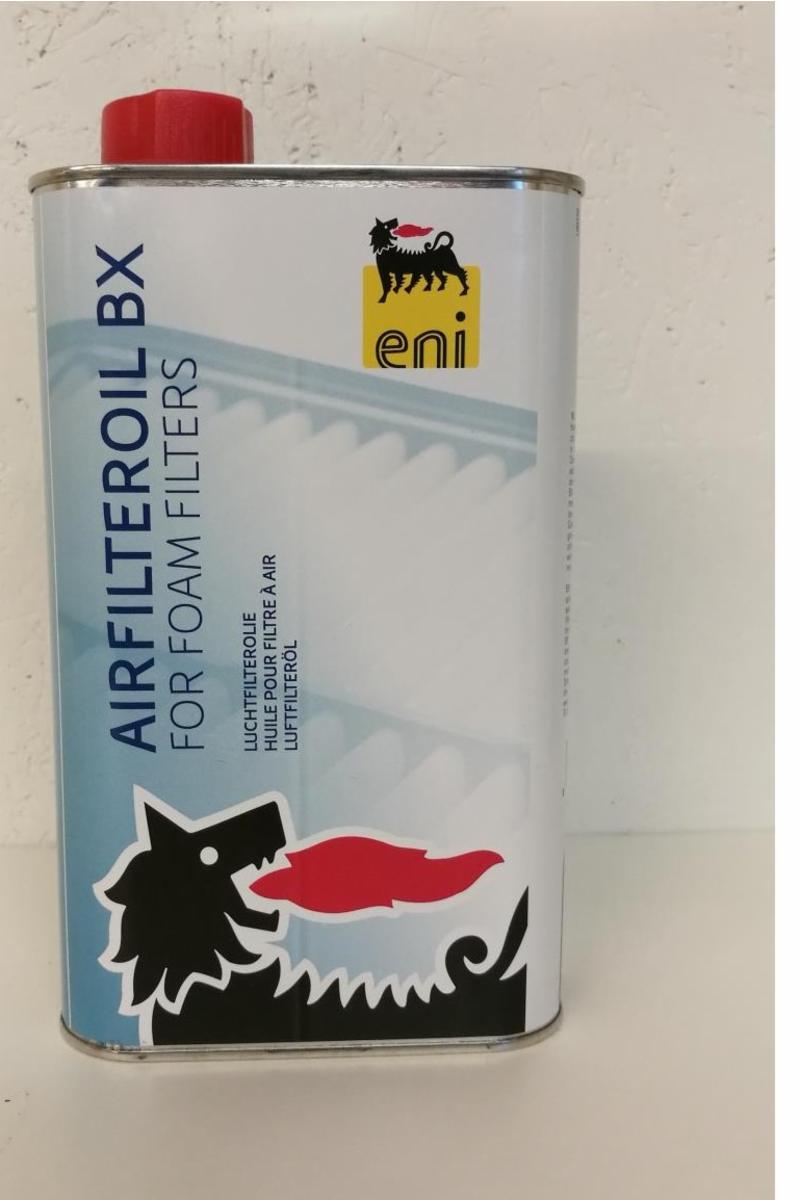 eni
AIRFILTEROIL BX
FOR FOAM FILTERS
LUCHTFILTEROLIE
HUILE POUR FILTRE À AIR
LUFTFILTERÖL